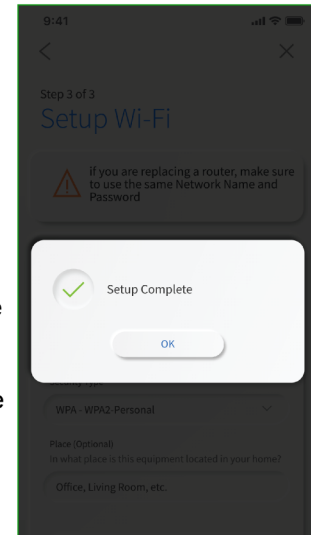 9:41
Step 3 of 3
Setup Wi-Fi
If you are replacing a router, make sure
to use the same Network Name and
Password
Setup Complete
OK
WPA - WPA2-Personal
Place (Optional)
In what place is this equipment located in your home?
Office, Living Room, etc.